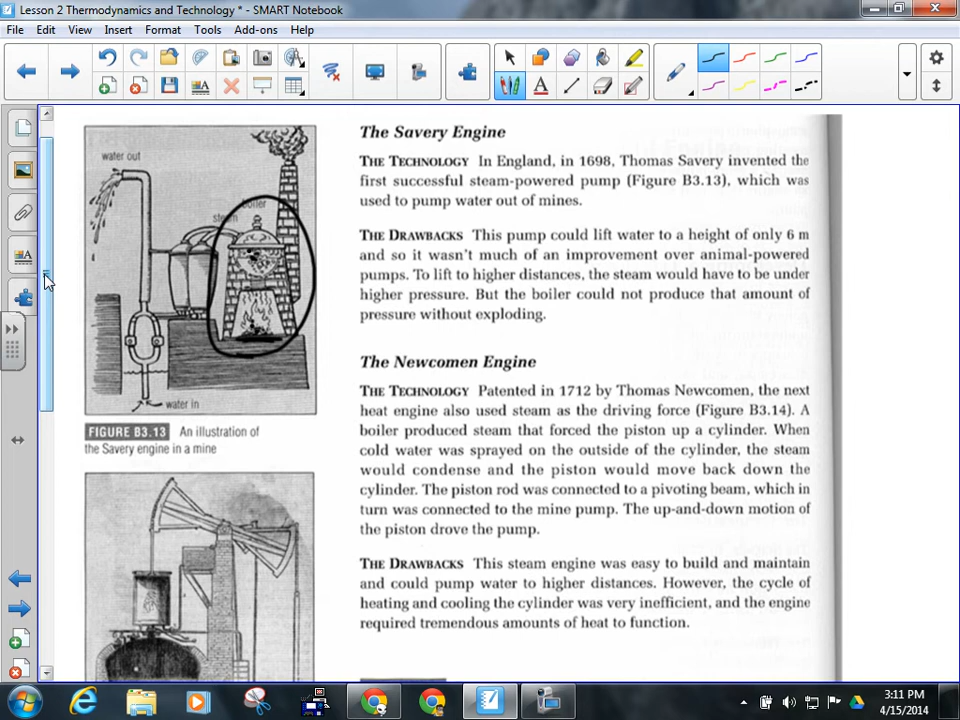 Lesson 2 Thermodynamics and Technology * - SMART Notebook
File Edit View Insert Format Tools Add-ons Help
water out
boiler
steam
water in
FIGURE B3.13 An illustration of
the Savery engine in a mine
The Savery Engine
THE TECHNOLOGY In England, in 1698, Thomas Savery invented the
first successful steam-powered pump (Figure B3.13), which was
used to pump water out of mines.
THE DRAWBACKS This pump could lift water to a height of only 6 m
and so it wasn't much of an improvement over animal-powered
pumps. To lift to higher distances, the steam would have to be under
higher pressure. But the boiler could not produce that amount of
pressure without exploding.
The Newcomen Engine
THE TECHNOLOGY Patented in 1712 by Thomas Newcomen, the next
heat engine also used steam as the driving force (Figure B3.14). A
boiler produced steam that forced the piston up a cylinder. When
cold water was sprayed on the outside of the cylinder, the steam
would condense and the piston would move back down the
cylinder. The piston rod was connected to a pivoting beam, which in
turn was connected to the mine pump. The up-and-down motion of
the piston drove the pump.
THE DRAWBACKS This steam engine was easy to build and maintain
and could pump water to higher distances. However, the cycle of
heating and cooling the cylinder was very inefficient, and the engine
required tremendous amounts of heat to function.
3:11 PM
4/15/2014